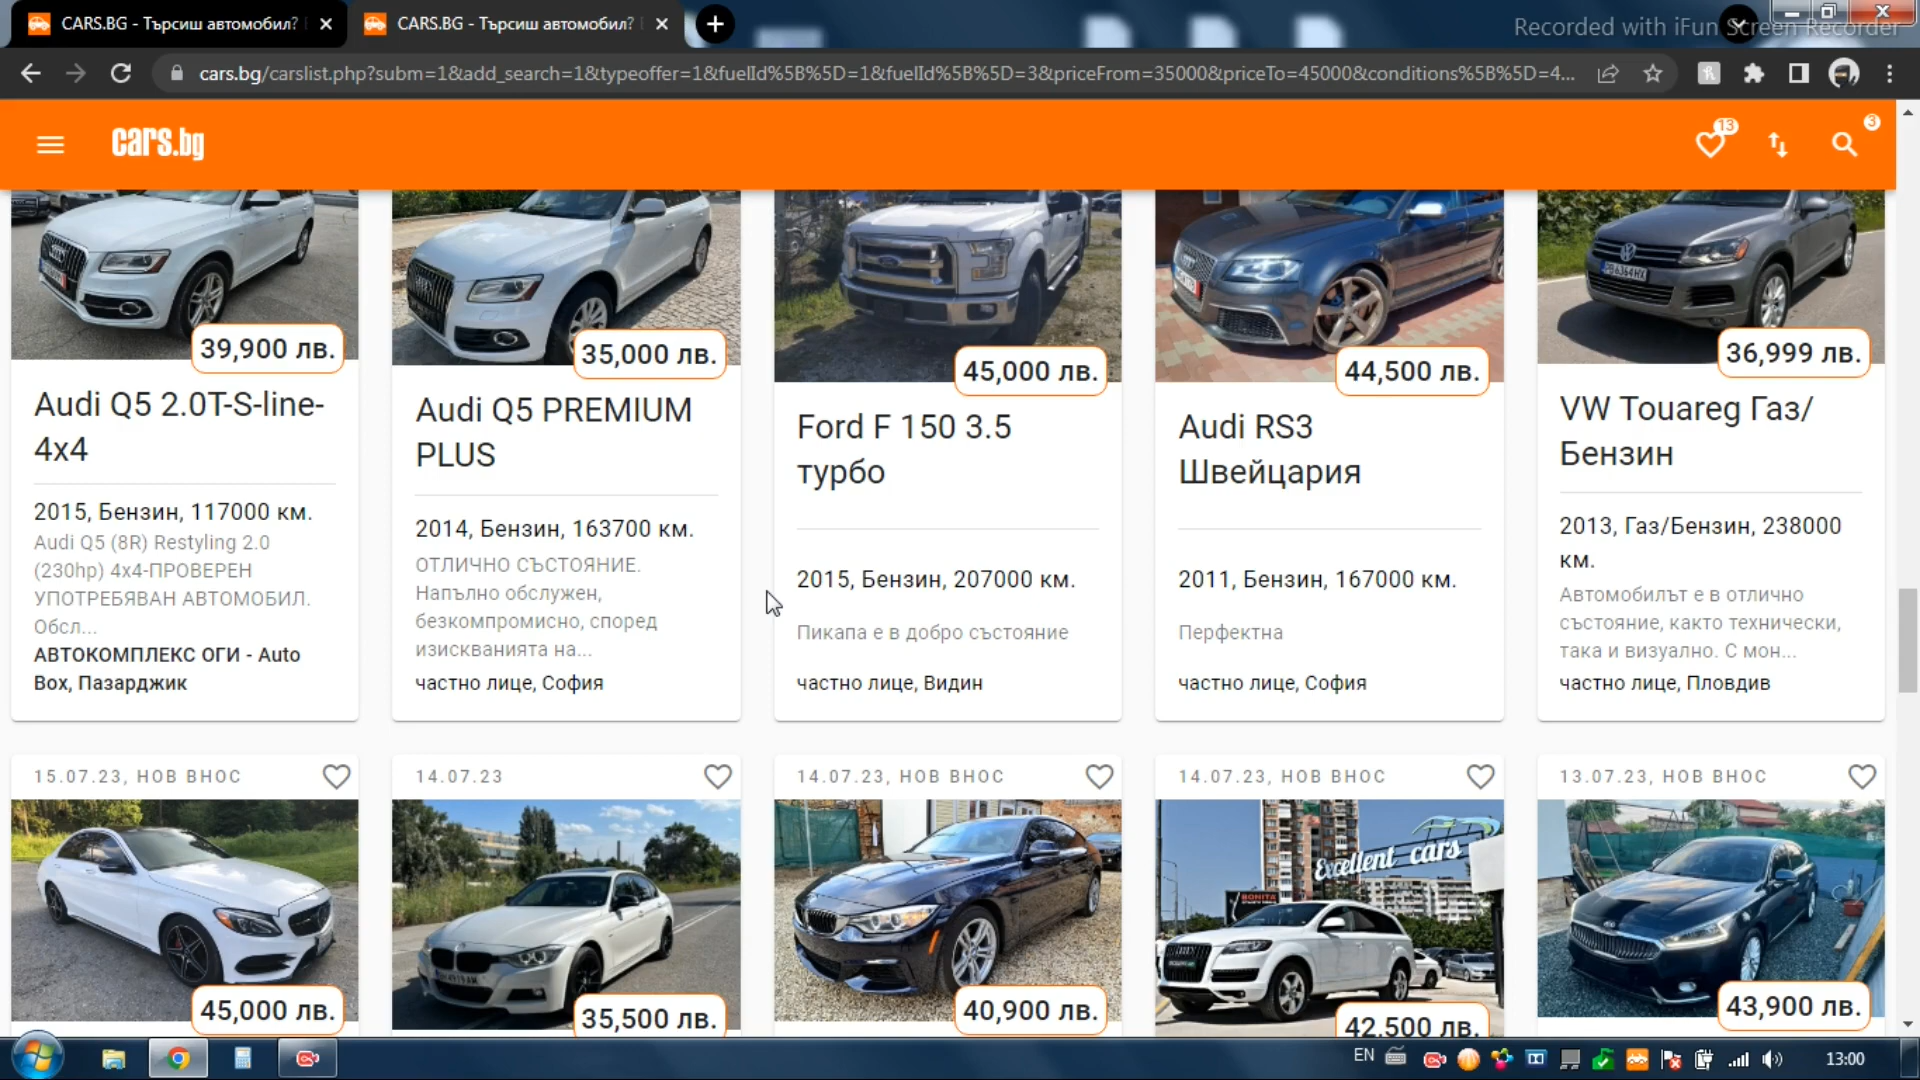 CARS.BG - Търсиш автомобил?
CARS.BG - Търсиш автомобил?
Recorded with iFun Screen Recorder
cars.bg/carslist.php?subm=1&add_search=1&typeoffer=1&fuelId%5B%5D=1&fuelId%5B%5D=3&priceFrom=35000&priceTo=45000&conditions%5B%5D=4...
cars.bg
13
3
39,900 лв.
Audi Q5 2.0T-S-line-
4x4
2015, Бензин, 117000 км.
Audi Q5 (8R) Restyling 2.0
(230hp) 4x4-ПРОВЕРЕН
УПОТРЕБЯВАН АВТОМОБИЛ.
Обсл...
АВТОКОМПЛЕКС ОГИ - Auto
Box, Пазарджик
35,000 лв.
Audi Q5 PREMIUM
PLUS
2014, Бензин, 163700 км.
ОТЛИЧНО СЪСТОЯНИЕ.
Напълно обслужен,
безкомпромисно, според
изискванията на...
частно лице, София
45,000 лв.
Ford F 150 3.5
турбо
2015, Бензин, 207000 км.
Пикапа е в добро състояние
частно лице, Видин
44,500 лв.
Audi RS3
Швейцария
2011, Бензин, 167000 км.
Перфектна
частно лице, София
36,999 лв.
VW Touareg Газ/
Бензин
2013, Газ/Бензин, 238000
км.
Автомобилът е в отлично
състояние, както технически,
така и визуално. С мон...
частно лице, Пловдив
15.07.23, НОВ ВНОС
45,000 лв.
14.07.23
35,500 лв.
14.07.23, НОВ ВНОС
40,900 лв.
14.07.23, НОВ ВНОС
Excellent cars
BONITA
42,500 лв.
13.07.23, НОВ ВНОС
43,900 лв.
EN
13:00